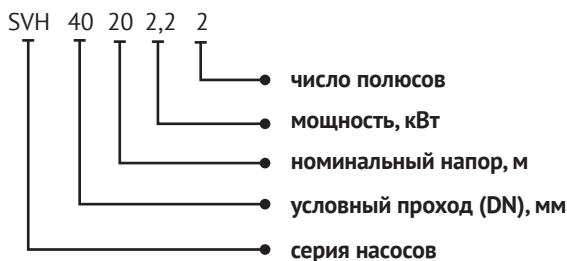 SVH 40 20 2,2 2
число полюсов
мощность, кВт
номинальный напор, м
условный проход (DN), мм
серия насосов